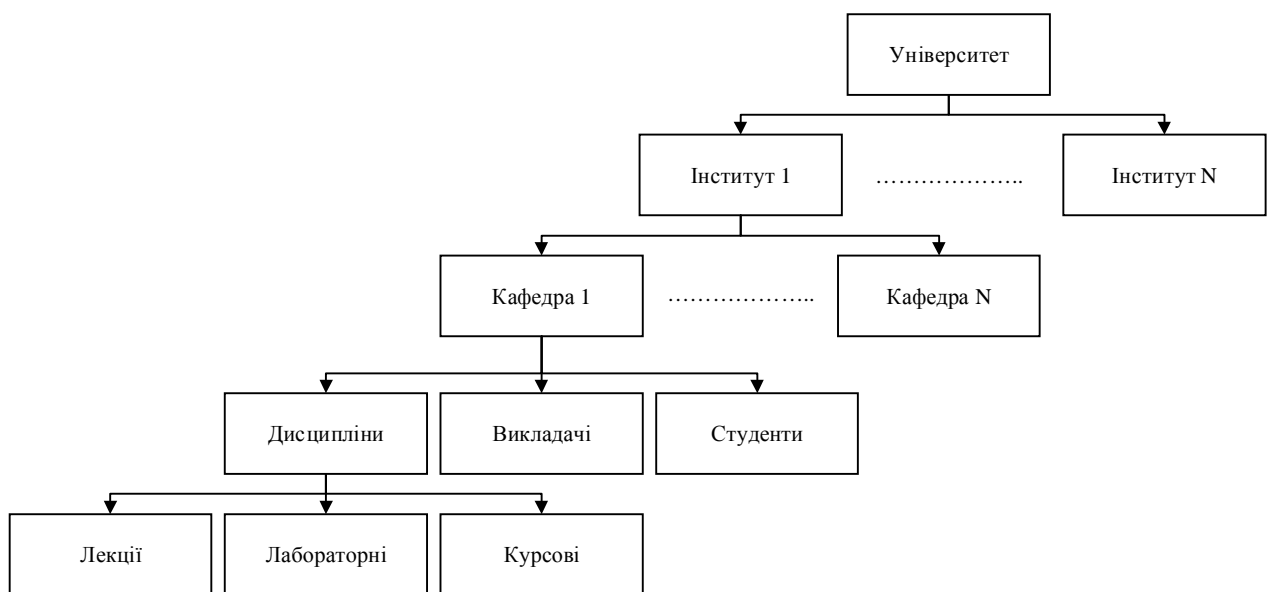 Університет
Інститут 1
………………..
Інститут N
Кафедра 1
………………..
Кафедра N
Дисципліни
Викладачі
Студенти
Лекції
Лабораторні
Курсові